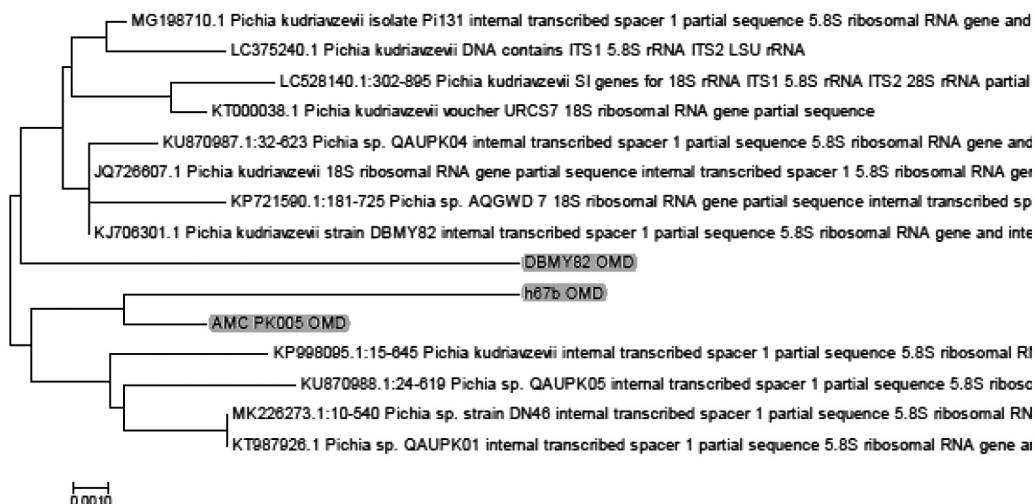 MG198710.1 Pichia kudriavzevii isolate Pi131 internal transcribed spacer 1 partial sequence 5.8S ribosomal RNA gene and
LC375240.1 Pichia kudriavzevii DNA contains ITS1 5.8S rRNA ITS2 LSU rRNA
LC528140.1:302-895 Pichia kudriavzevii SI genes for 18S rRNA ITS1 5.8S rRNA ITS2 28S rRNA partial
KT000038.1 Pichia kudriavzevii voucher URCS7 18S ribosomal RNA gene partial sequence
KU870987.1:32-623 Pichia sp. QAUPK04 internal transcribed spacer 1 partial sequence 5.8S ribosomal RNA gene and
JQ726607.1 Pichia kudriavzevii 18S ribosomal RNA gene partial sequence internal transcribed spacer 1 5.8S ribosomal RNA ge
KP721590.1:181-725 Pichia sp. AQGWD 7 18S ribosomal RNA gene partial sequence internal transcribed sp
KJ706301.1 Pichia kudriavzevii strain DBMY82 internal transcribed spacer 1 partial sequence 5.8S ribosomal RNA gene and inte
DBMY82 OMD
h67b OMD
AMC PK005 OMD
KP998095.1:15-645 Pichia kudriavzevii internal transcribed spacer 1 partial sequence 5.8S ribosomal R
KU870988.1:24-619 Pichia sp. QAUPK05 internal transcribed spacer 1 partial sequence 5.8S riboso
MK226273.1:10-540 Pichia sp. strain DN46 internal transcribed spacer 1 partial sequence 5.8S ribosomal RN
KT987926.1 Pichia sp. QAUPK01 internal transcribed spacer 1 partial sequence 5.8S ribosomal RNA gene a
0.0010